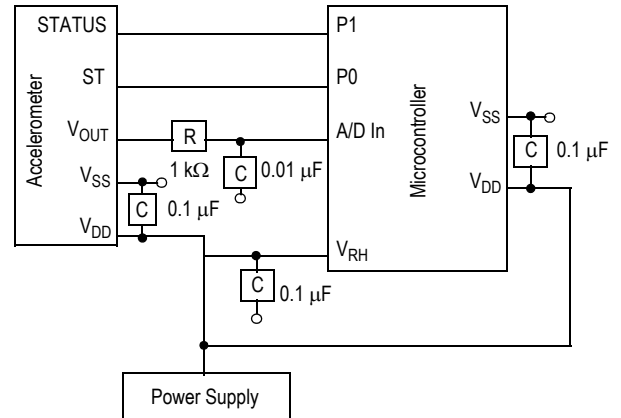 STATUS
P1
ST
P0
Accelerometer
Microcontroller
V_OUT
R
A/D In
V_SS
1 kΩ
C
0.01 μF
C
0.1 μF
V_SS
C
0.1 μF
V_DD
V_DD
V_RH
C
0.1 μF
Power Supply